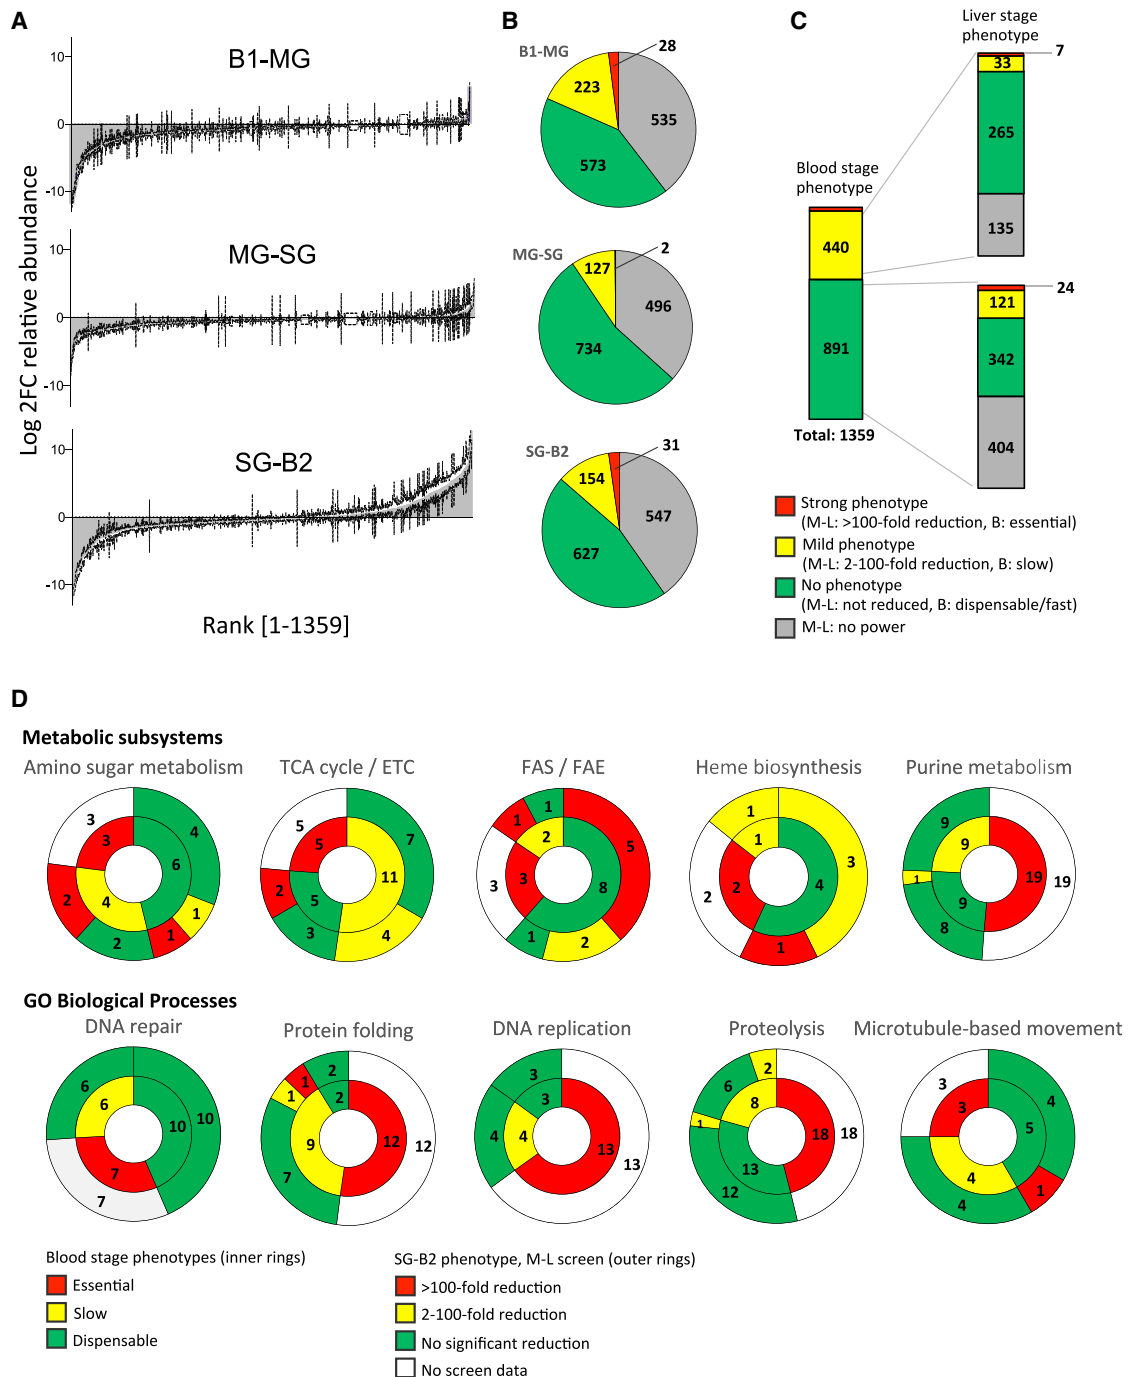 A
B
C
Log 2FC relative abundance
B1-MG
10
0
-10
MG-SG
10
0
-10
SG-B2
10
0
-10
Rank [1-1359]
B1-MG
28
223
535
573
MG-SG
2
127
496
734
SG-B2
31
154
547
627
Liver stage
phenotype
7
33
265
135
Blood stage
phenotype
440
891
Total: 1359
24
121
342
404
Strong phenotype
(M-L: >100-fold reduction, B: essential)
Mild phenotype
(M-L: 2-100-fold reduction, B: slow)
No phenotype
(M-L: not reduced, B: dispensable/fast)
M-L: no power
D
Metabolic subsystems
Amino sugar metabolism
3
4
3
6
4
2
1
2
1
TCA cycle / ETC
5
7
5
11
5
2
3
4
FAS / FAE
1
1
2
5
3
8
3
1
2
Heme biosynthesis
1
1
3
2
4
2
1
Purine metabolism
9
9
1
19
19
9
8
GO Biological Processes
DNA repair
6
6
10
10
7
7
Protein folding
2
1
2
1
9
12
12
7
DNA replication
3
3
4
4
13
13
Proteolysis
2
6
8
1
18
18
13
12
Microtubule-based movement
3
4
3
5
4
1
4
Blood stage phenotypes (inner rings)
Essential
Slow
Dispensable
SG-B2 phenotype, M-L screen (outer rings)
>100-fold reduction
2-100-fold reduction
No significant reduction
No screen data